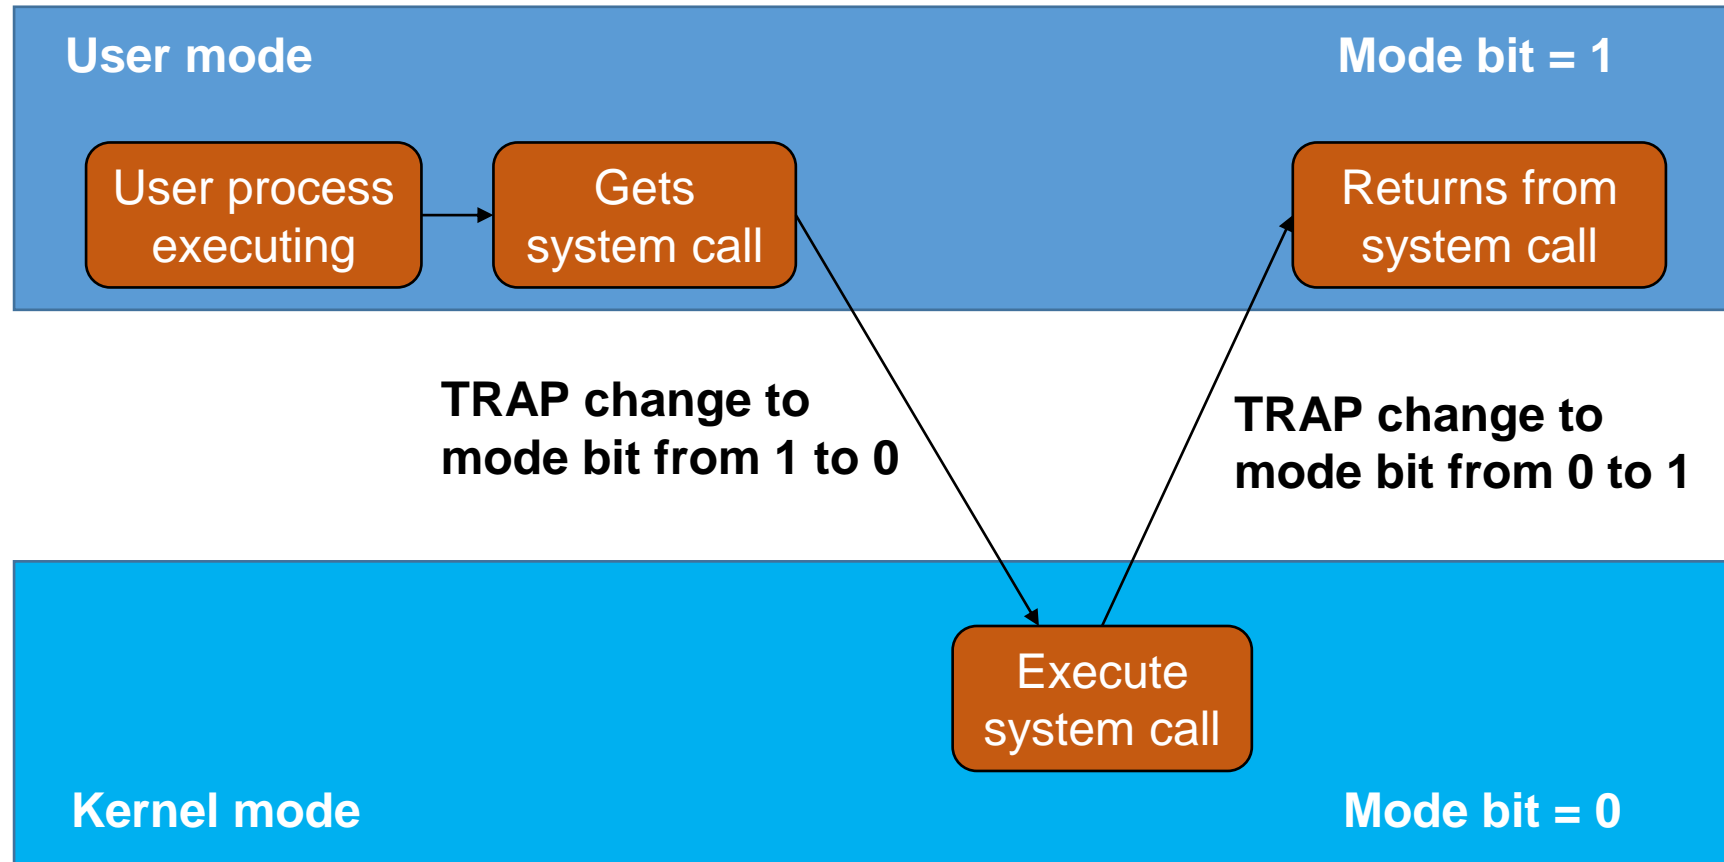 User mode
Mode bit = 1
User process
executing
Gets
system call
Returns from
system call
TRAP change to
mode bit from 1 to 0
TRAP change to
mode bit from 0 to 1
Execute
system call
Kernel mode
Mode bit = 0